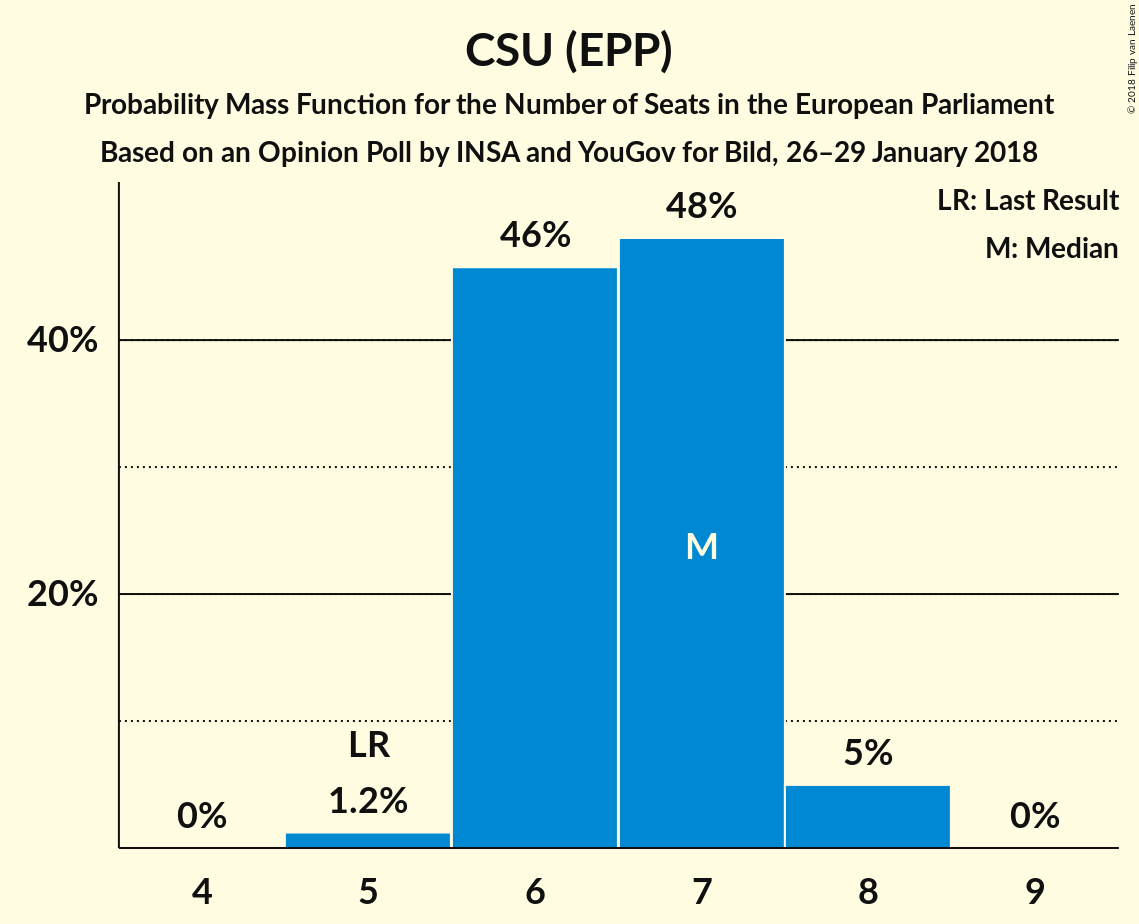 CSU (EPP)
Probability Mass Function for the Number of Seats in the European Parliament
Based on an Opinion Poll by INSA and YouGov for Bild, 26–29 January 2018
© 2018 Filip van Laenen
LR: Last Result
M: Median
40%
20%
0%
LR
1.2%
46%
48%
M
5%
0%
4 5 6 7 8 9